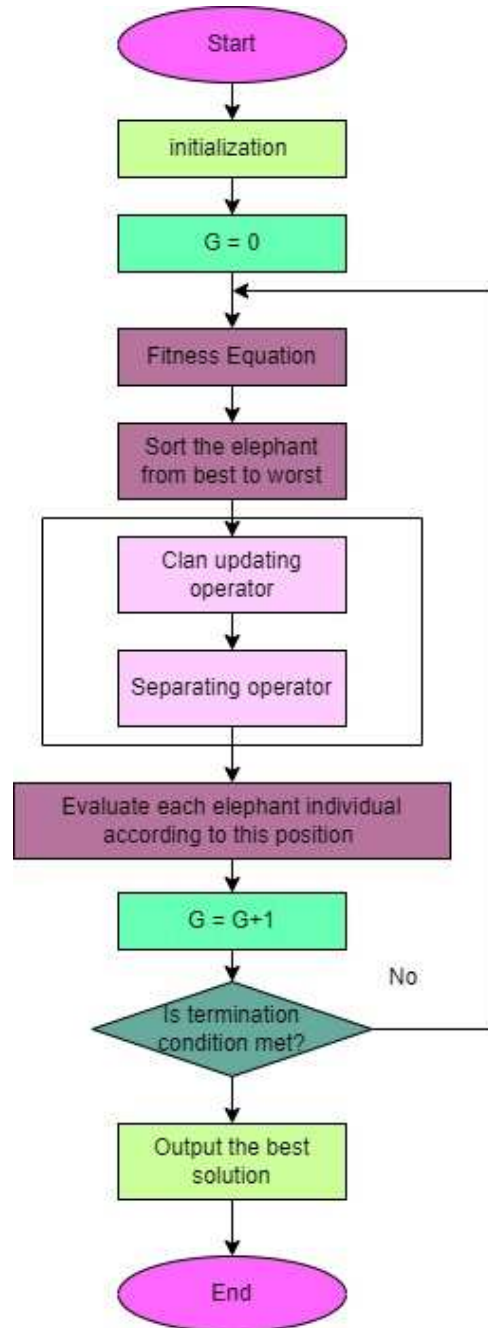 Start
initialization
G = 0
Fitness Equation
Sort the elephant
from best to worst
Clan updating
operator
Separating operator
Evaluate each elephant individual
according to this position
G = G+1
No
Is termination
condition met?
Output the best
solution
End